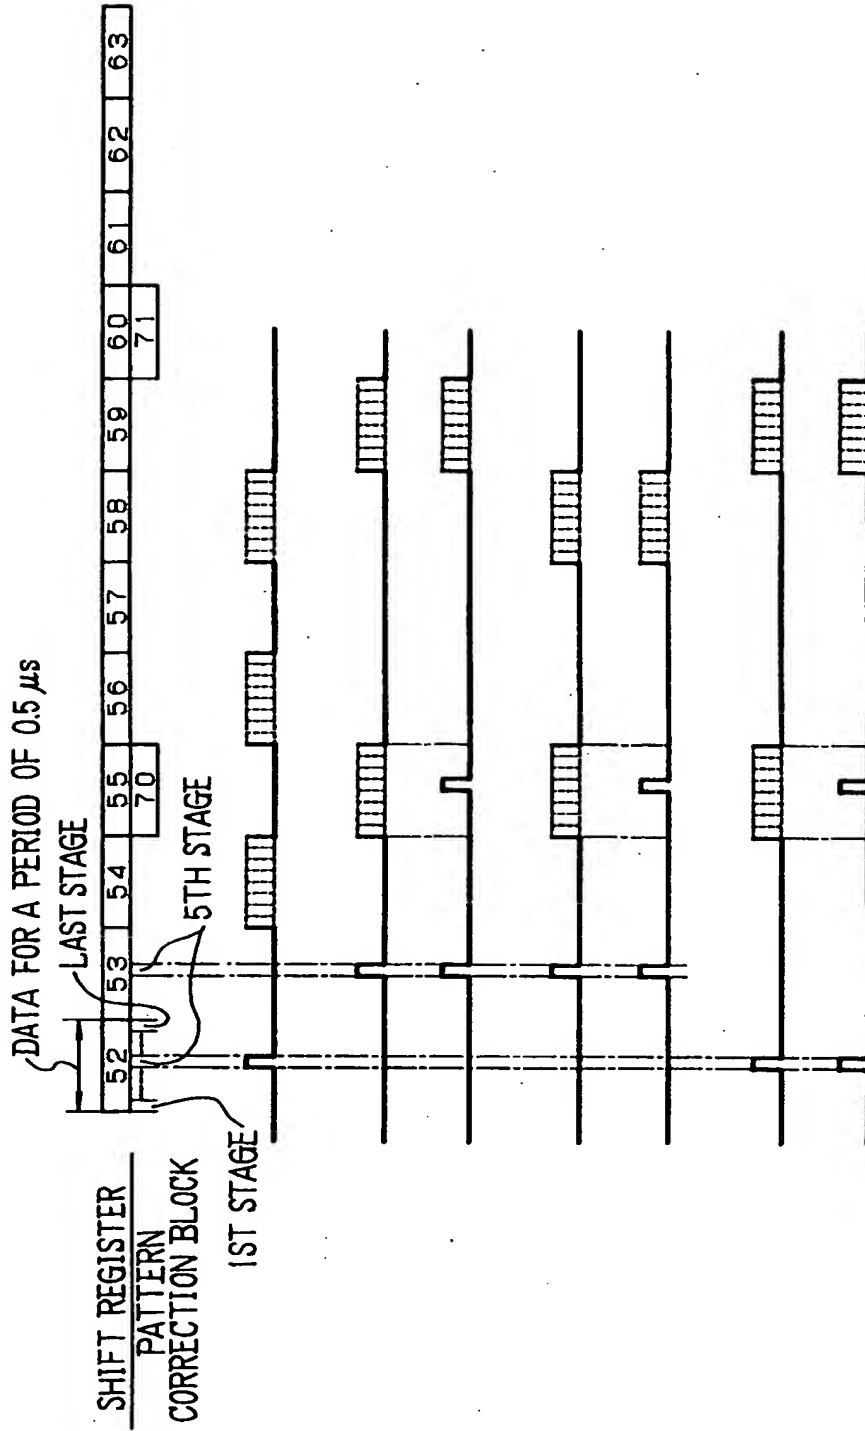 DATA FOR A PERIOD OF 0.5 μs
LAST STAGE
SHIFT REGISTER
52 53 54 55 56 57 58 59 60 61 62 63
PATTERN
CORRECTION BLOCK
70 71
5TH STAGE
1ST STAGE